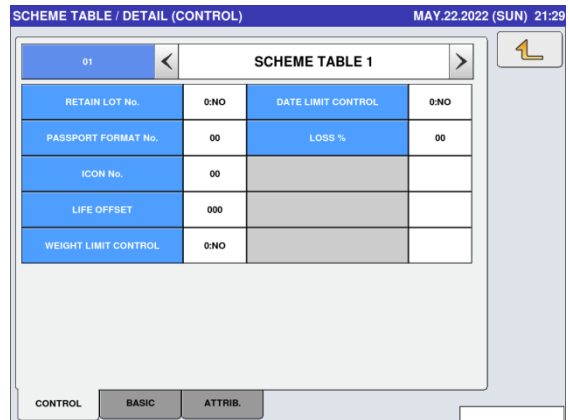 SCHEME TABLE / DETAIL (CONTROL) MAY.22.2022 (SUN) 21:29
01 < SCHEME TABLE 1 >
RETAIN LOT No. 0:NO DATE LIMIT CONTROL 0:NO
PASSPORT FORMAT No. 00 LOSS % 00
ICON No. 00
LIFE OFFSET 000
WEIGHT LIMIT CONTROL 0:NO
CONTROL BASIC ATTRIB.